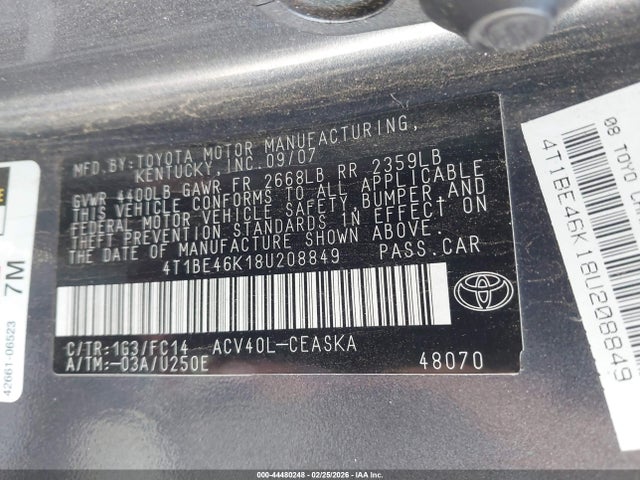 MFD.BY:TOYOTA MOTOR MANUFACTURING,
KENTUCKY, INC.09/07
GVWR 4400LB GAWR FR 2668LB RR 2359LB
THIS VEHICLE CONFORMS TO ALL APPLICABLE
FEDERAL MOTOR VEHICLE SAFETY, BUMPER, AND
THEFT PREVENTION STANDARDS IN EFFECT ON
THE DATE OF MANUFACTURE SHOWN ABOVE.
4T1BE46K18U208849 PASS.CAR
C/TR:1G3/FC14 ACV40L-CEASKA
A/TM:-03A/U250E 48070
7M
42661-06523
08 TOYO
4T1BE46K18U208849
000-44480248 - 02/25/2026 - IAA Inc.